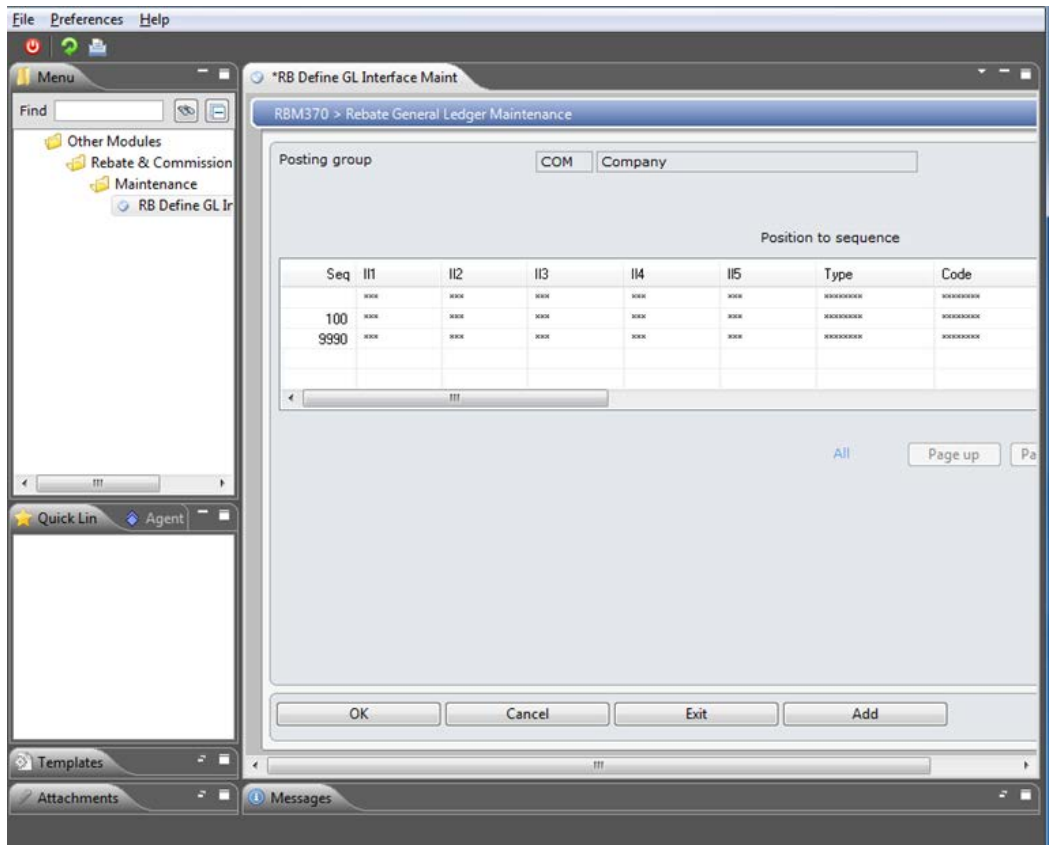 File Preferences Help
Menu
Find
Other Modules
Rebate & Commission
Maintenance
RB Define GL Ir
Quick Lin
Agent
Templates
Attachments
*RB Define GL Interface Maint
RBM370 > Rebate General Ledger Maintenance
Posting group COM Company
Position to sequence
Seq II1 II2 II3 II4 II5 Type Code
*** *** *** *** *** ******** ********
100 *** *** *** *** *** ******** ********
9990 *** *** *** *** *** ******** ********
All Page up Pa
OK Cancel Exit Add
Messages